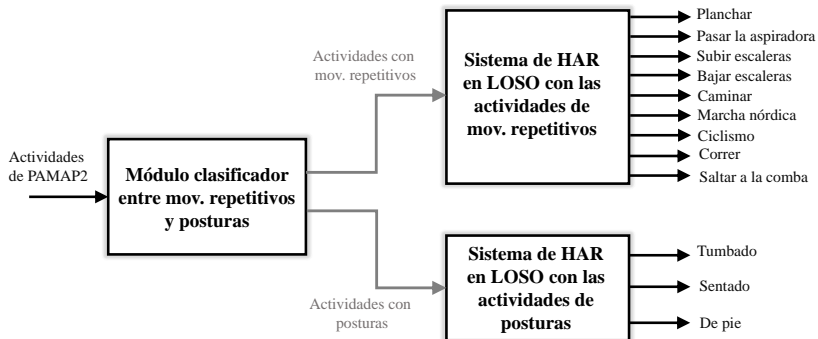 Actividades
de PAMAP2
Módulo clasificador
entre mov. repetitivos
y posturas
Actividades con
mov. repetitivos
Sistema de HAR
en LOSO con las
actividades de
mov. repetitivos
Planchar
Pasar la aspiradora
Subir escaleras
Bajar escaleras
Caminar
Marcha nórdica
Ciclismo
Correr
Saltar a la comba
Actividades con
posturas
Sistema de HAR
en LOSO con las
actividades de
posturas
Tumbado
Sentado
De pie